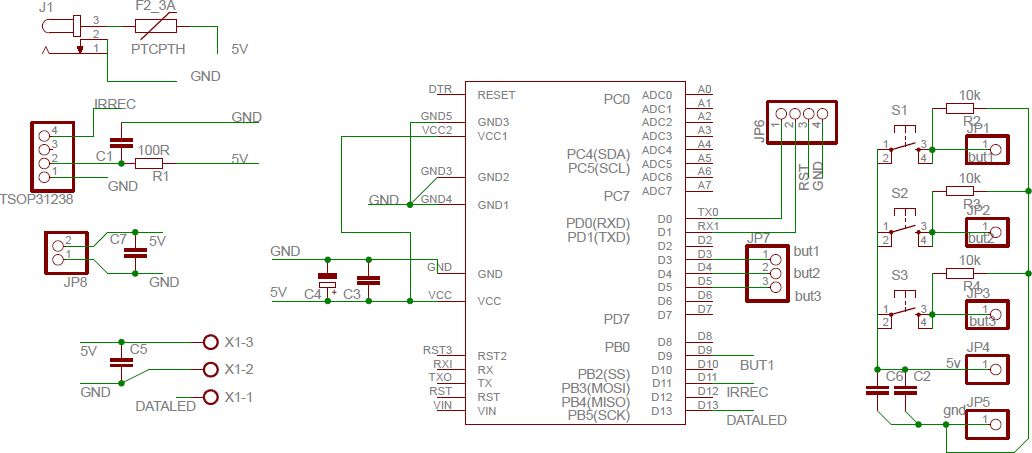 J1
F2_3A
3
2
1
PTCPTH
5V
GND
IRREC
4
3
2
1
C1
100R
R1
GND
5V
GND
TSOP31238
2
1
C7
5V
GND
JP8
5V
C5
GND
DATALED
X1-3
X1-2
X1-1
GND
5V
C4
+
C3
GND
DTR
GND5
VCC2
GND3
GND4
GND
VCC
RST3
RXI
TXO
RST
VIN
RESET
GND3
VCC1
GND2
GND1
GND
VCC
RST2
RX
TX
RST
VIN
PC0
PC4(SDA)
PC5(SCL)
PC7
PD0(RXD)
PD1(TXD)
PD7
PB0
PB2(SS)
PB3(MOSI)
PB4(MISO)
PB5(SCK)
ADC0
ADC1
ADC2
ADC3
ADC4
ADC5
ADC6
ADC7
D0
D1
D2
D3
D4
D5
D6
D7
D8
D9
D10
D11
D12
D13
A0
A1
A2
A3
A4
A5
A6
A7
TX0
RX1
D2
D3
D4
D5
D6
D7
D8
D9
D10
D11
D12
D13
BUT1
IRREC
DATALED
JP6
1
2
3
4
RST
GND
JP7
1
2
3
but1
but2
but3
S1
1
2
3
4
10k
R2
JP1
1
but1
S2
1
2
3
4
10k
R3
JP2
1
but2
S3
1
2
3
4
10k
R4
JP3
1
but3
JP4
5v
1
C6
C2
JP5
gnd
1